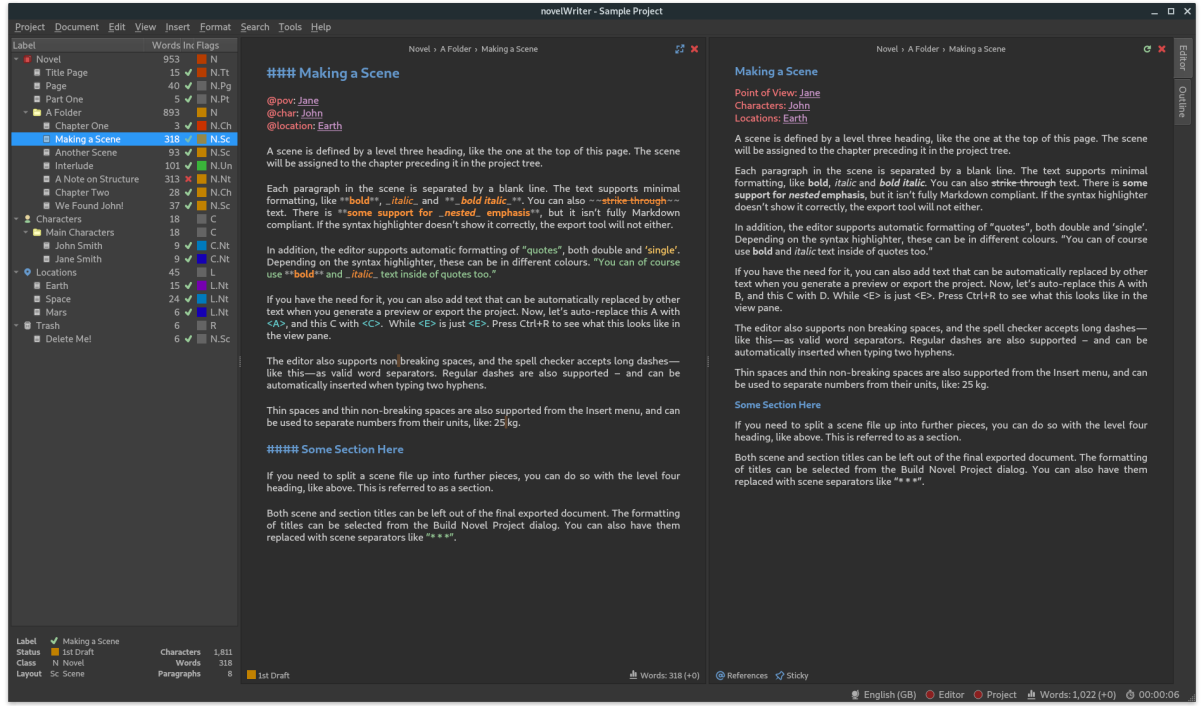 novelWriter - Sample Project
Project Document Edit View Insert Format Search Tools Help
Label Words Inc Flags
Novel 953 N
Title Page 15 N.Tt
Page 40 N.Pg
Part One 5 N.Pt
A Folder 893 N
Chapter One 3 N.Ch
Making a Scene 318 N.Sc
Another Scene 93 N.Sc
Interlude 101 N.Un
A Note on Structure 313 N.Nt
Chapter Two 28 N.Ch
We Found John! 37 N.Sc
Characters 18 C
Main Characters 18 C
John Smith 9 C.Nt
Jane Smith 9 C.Nt
Locations 45 L
Earth 15 L.Nt
Space 24 L.Nt
Mars 6 L.Nt
Trash 6 R
Delete Me! 6 N.Sc
Label Making a Scene
Status 1st Draft Characters 1,811
Class N Novel Words 318
Layout Sc Scene Paragraphs 8
Novel › A Folder › Making a Scene
### Making a Scene
@pov: Jane
@char: John
@location: Earth
A scene is defined by a level three heading, like the one at the top of this page. The scene
will be assigned to the chapter preceding it in the project tree.
Each paragraph in the scene is separated by a blank line. The text supports minimal
formatting, like **bold**, _italic_ and **_bold italic_**. You can also ~~strike through~~
text. There is **some support for _nested_ emphasis**, but it isn’t fully Markdown
compliant. If the syntax highlighter doesn’t show it correctly, the export tool will not either.
In addition, the editor supports automatic formatting of “quotes”, both double and ‘single’.
Depending on the syntax highlighter, these can be in different colours. “You can of course
use **bold** and _italic_ text inside of quotes too.”
If you have the need for it, you can also add text that can be automatically replaced by other
text when you generate a preview or export the project. Now, let’s auto-replace this A with
<A>, and this C with <C>. While <E> is just <E>. Press Ctrl+R to see what this looks like in
the view pane.
The editor also supports non breaking spaces, and the spell checker accepts long dashes—
like this—as valid word separators. Regular dashes are also supported – and can be
automatically inserted when typing two hyphens.
Thin spaces and thin non-breaking spaces are also supported from the Insert menu, and can
be used to separate numbers from their units, like: 25 kg.
#### Some Section Here
If you need to split a scene file up into further pieces, you can do so with the level four
heading, like above. This is referred to as a section.
Both scene and section titles can be left out of the final exported document. The formatting
of titles can be selected from the Build Novel Project dialog. You can also have them
replaced with scene separators like “* * *”.
1st Draft Words: 318 (+0)
Novel › A Folder › Making a Scene
Making a Scene
Point of View: Jane
Characters: John
Locations: Earth
A scene is defined by a level three heading, like the one at the top of this page. The scene
will be assigned to the chapter preceding it in the project tree.
Each paragraph in the scene is separated by a blank line. The text supports minimal
formatting, like bold, italic and bold italic. You can also strike through text. There is some
support for nested emphasis, but it isn’t fully Markdown compliant. If the syntax highlighter
doesn’t show it correctly, the export tool will not either.
In addition, the editor supports automatic formatting of “quotes”, both double and ‘single’.
Depending on the syntax highlighter, these can be in different colours. “You can of course
use bold and italic text inside of quotes too.”
If you have the need for it, you can also add text that can be automatically replaced by other
text when you generate a preview or export the project. Now, let’s auto-replace this A with
B, and this C with D. While <E> is just <E>. Press Ctrl+R to see what this looks like in the
view pane.
The editor also supports non breaking spaces, and the spell checker accepts long dashes—
like this—as valid word separators. Regular dashes are also supported – and can be
automatically inserted when typing two hyphens.
Thin spaces and thin non-breaking spaces are also supported from the Insert menu, and can
be used to separate numbers from their units, like: 25 kg.
Some Section Here
If you need to split a scene file up into further pieces, you can do so with the level four
heading, like above. This is referred to as a section.
Both scene and section titles can be left out of the final exported document. The formatting
of titles can be selected from the Build Novel Project dialog. You can also have them
replaced with scene separators like “* * *”.
References Sticky
Editor
Outline
English (GB) Editor Project Words: 1,022 (+0) 00:00:06